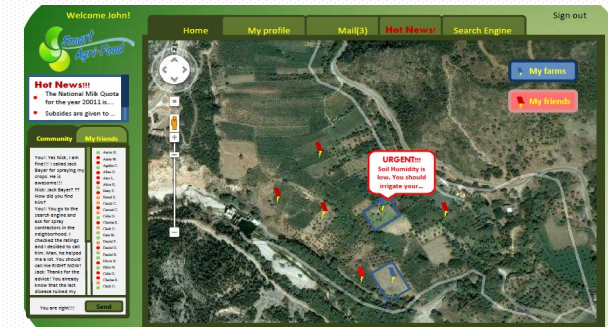 Welcome John!
Sign out
Home
My profile
Mail(3)
Hot News!
Search Engine
Smart
Agri-Food
Hot News!!!
The National Milk Quota
for the year 20011 is....
Subsides are given to ...
My farms
My friends
URGENT!!!
Soil Humidity is
low. You should
irrigate your...
Community
My friends
You!: Yes Nick, I am
fine!!! I called Jack
Bayer for spraying my
crops. He is
awesome!!!
Nick: Jack Bayer? ??
How did you find
him?
You!: You go to the
search engine and
ask for spray
contractors in the
neighborhood. I
checked the ratings
and I decided to call
him. Man, he helped
me a lot. You should
call me RIGHT NOW!
Jack: Thanks for the
advice! You already
know that the last
disease ruined my
You are right!!!
Send